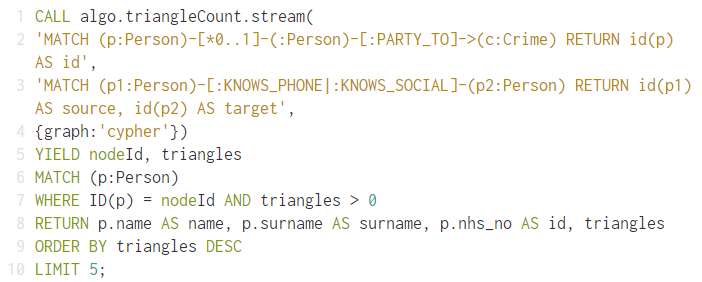 1 CALL algo.triangleCount.stream(
2 'MATCH (p:Person)-[*0..1]-(:Person)-[:PARTY_TO]->(c:Crime) RETURN id(p)
AS id',
3 'MATCH (p1:Person)-[:KNOWS_PHONE|:KNOWS_SOCIAL]-(p2:Person) RETURN id(p1)
AS source, id(p2) AS target',
4 {graph:'cypher'})
5 YIELD nodeId, triangles
6 MATCH (p:Person)
7 WHERE ID(p) = nodeId AND triangles > 0
8 RETURN p.name AS name, p.surname AS surname, p.nhs_no AS id, triangles
9 ORDER BY triangles DESC
10 LIMIT 5;